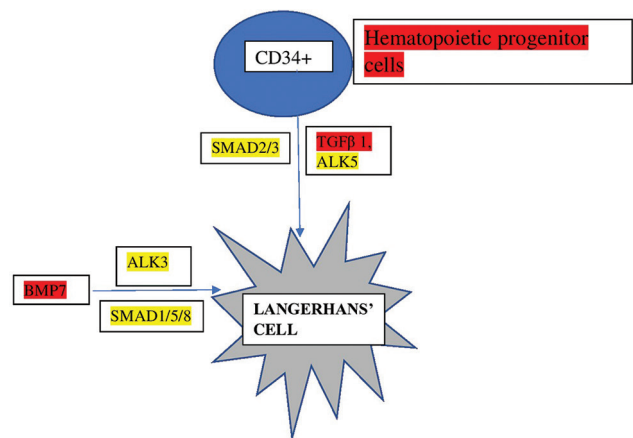 CD34+
Hematopoietic progenitor
cells
SMAD2/3
TGFβ 1,
ALK5
ALK3
BMP7
SMAD1/5/8
LANGERHANS'
CELL